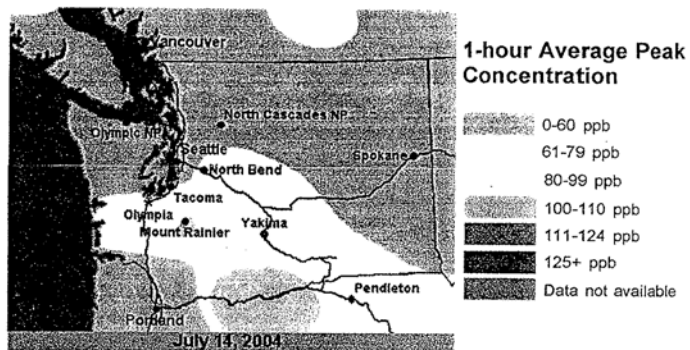 Vancouver
North Cascades NP
Olympic NP
Seattle
Spokane
North Bend
Tacoma
Olympia
Mount Rainier
Yakima
Pendleton
Portland
July 14, 2004
1-hour Average Peak
Concentration
0-60 ppb
61-79 ppb
80-99 ppb
100-110 ppb
111-124 ppb
125+ ppb
Data not available